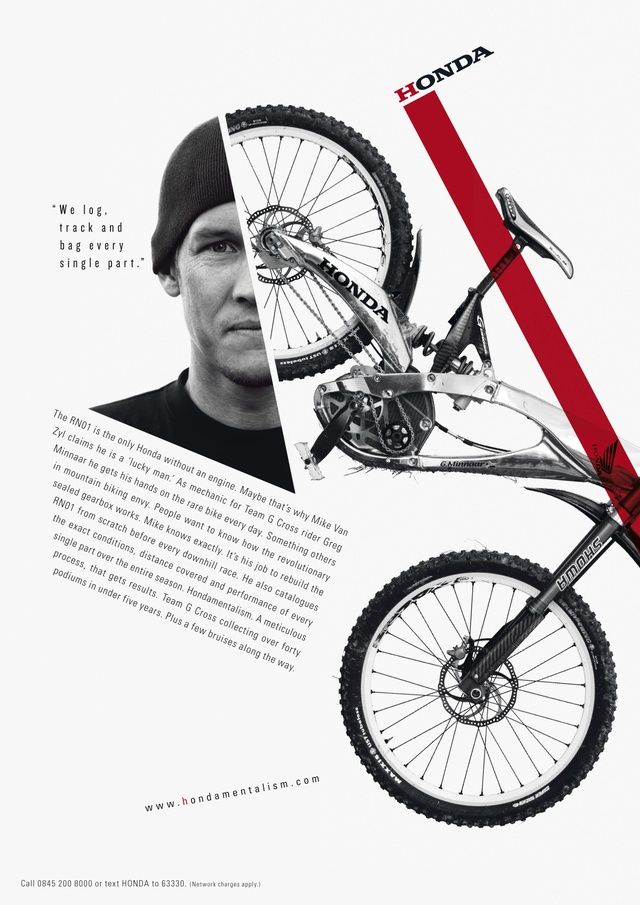 HONDA
"We log,
track and
bag every
single part."
HONDA
The RN01 is the only Honda without an engine. Maybe that's why Mike Van
Zyl claims he is a 'lucky man.' As mechanic for Team G Cross rider Greg
Minnaar he gets his hands on the rare bike every day. Something others
in mountain biking envy. People want to know how the revolutionary
sealed gearbox works. Mike knows exactly. It's his job to rebuild the
RN01 from scratch before every downhill race. He also catalogues
the exact conditions, distance covered and performance of every
single part over the entire season. Hondamentalism. A meticulous
process, that gets results. Team G Cross collecting over forty
podiums in under five years. Plus a few bruises along the way.
G.Minnaar
SHOWA
MAXXIS UST tubeless
MAXXIS UST tubeless
www.hondamentalism.com
Call 0845 200 8000 or text HONDA to 63330. (Network charges apply.)